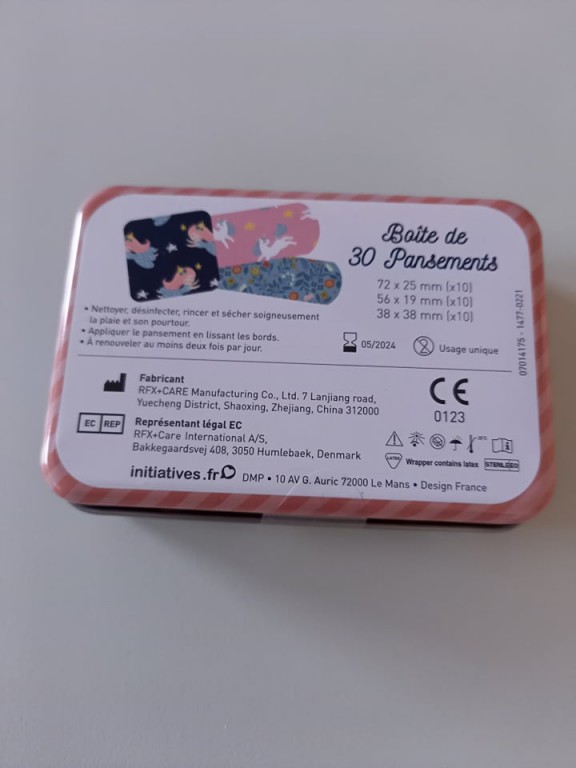 Boîte de
30 Pansements
72 x 25 mm (x10)
56 x 19 mm (x10)
38 x 38 mm (x10)
• Nettoyer, désinfecter, rincer et sécher soigneusement
la plaie et son pourtour.
• Appliquer le pansement en lissant les bords.
• À renouveler au moins deux fois par jour.
05/2024
2
Usage unique
07014175 - 1477-0221
Fabricant
RFX+CARE Manufacturing Co., Ltd. 7 Lanjiang road,
Yuecheng District, Shaoxing, Zhejiang, China 312000
CE
0123
EC REP
Représentant légal EC
RFX+Care International A/S,
Bakkegaardsvej 408, 3050 Humlebaek, Denmark
LATEX
Wrapper contains latex
STERILE EO
initiatives.fr
DMP • 10 AV G. Auric 72000 Le Mans • Design France